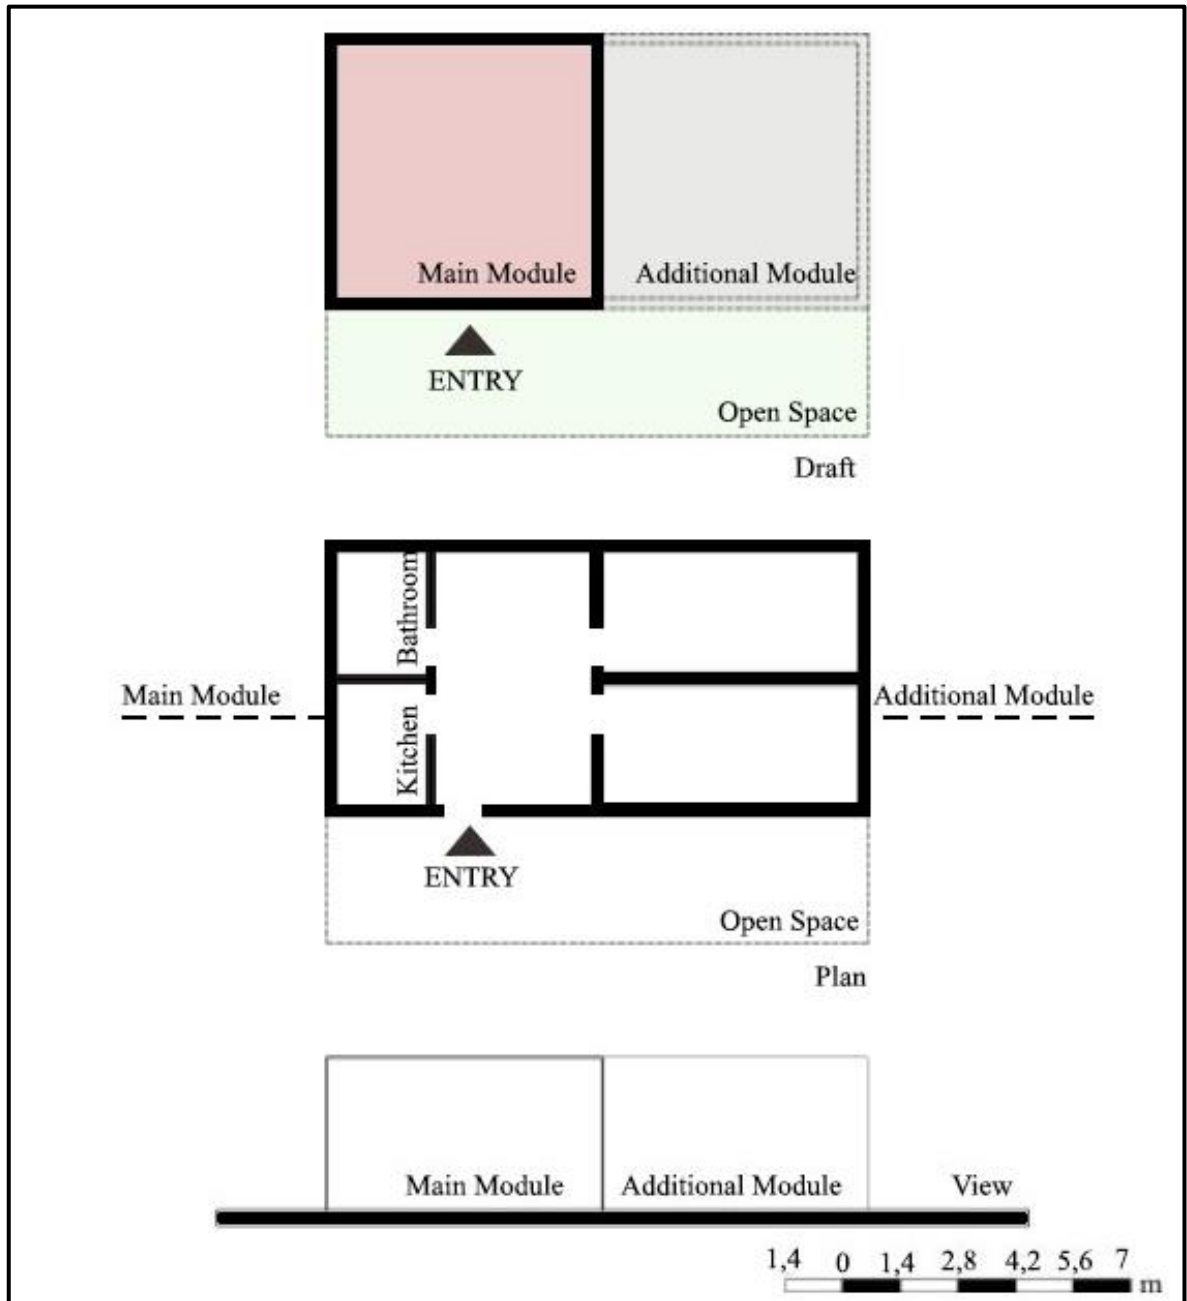 Main Module Additional Module
ENTRY
Open Space
Draft
Bathroom
Main Module
Additional Module
Kitchen
ENTRY
Open Space
Plan
Main Module Additional Module View
1,4 0 1,4 2,8 4,2 5,6 7
m